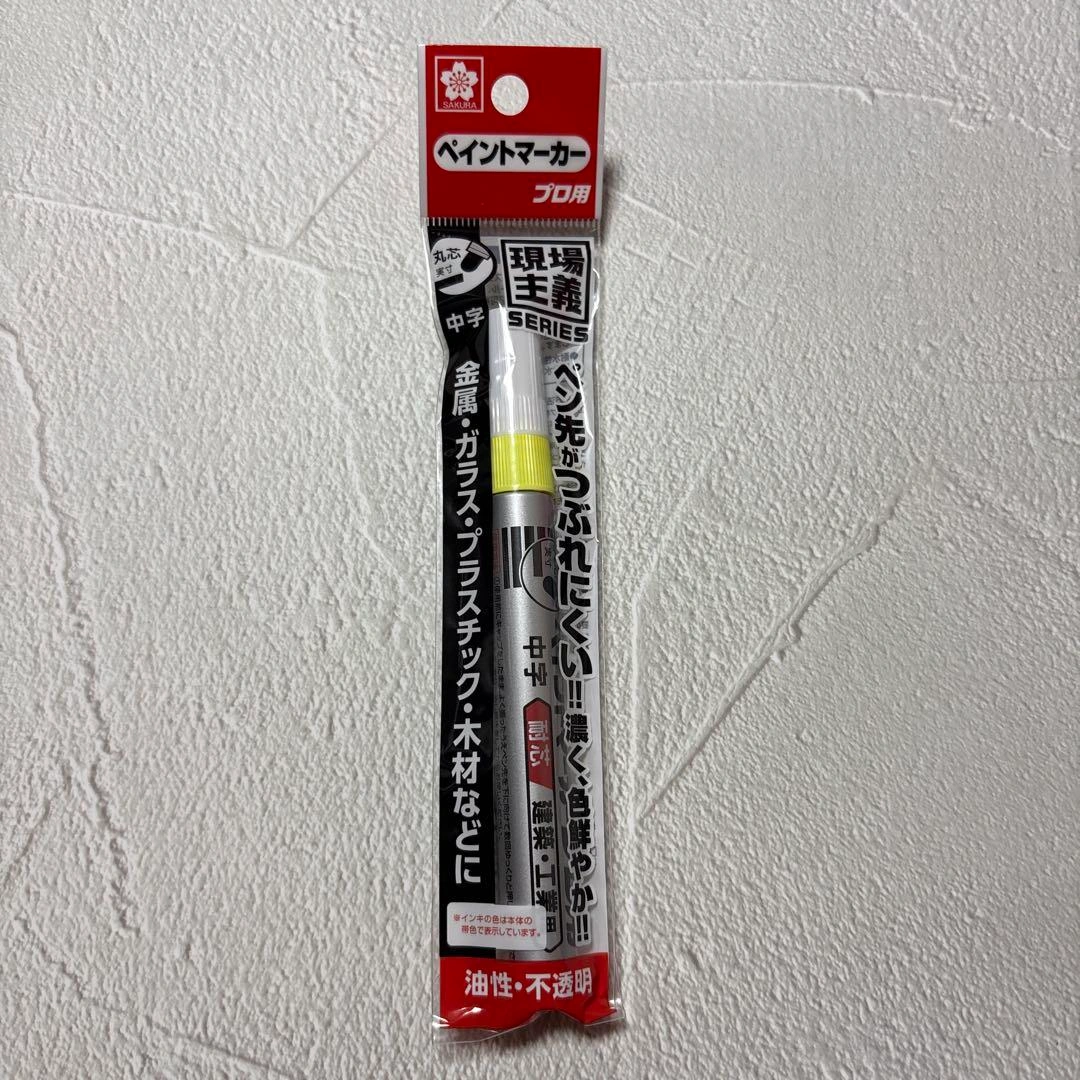 SAKURA
ペイントマーカー
プロ用
丸芯
実寸
中字
現場
主義
SERIES
金属・ガラス・プラスチック・木材などに
ペン先がつぶれにくい!! 濃く、色鮮やか!!
実寸
中字
耐芯
建築・工業用
※インキの色は本体の
帯色で表示しています。
油性・不透明